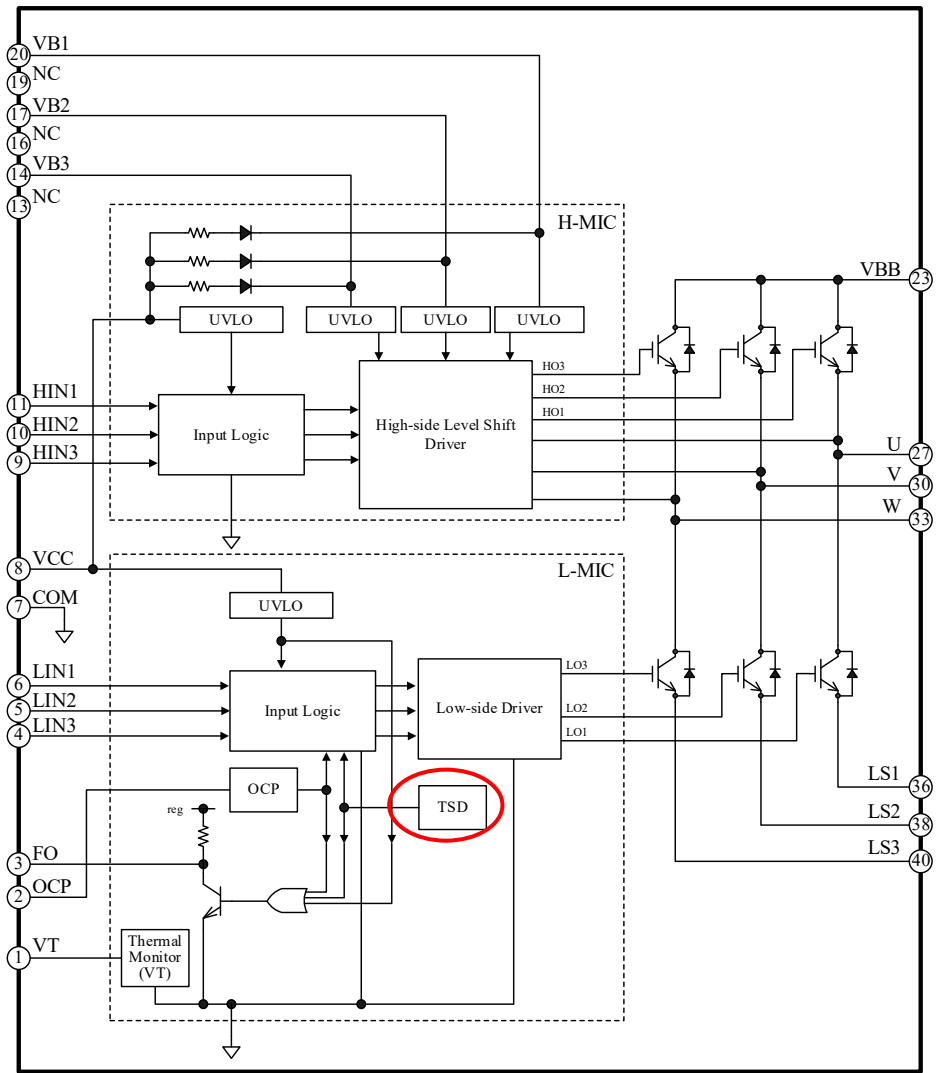 20 VB1
19 NC
17 VB2
16 NC
14 VB3
13 NC
H-MIC
VBB 23
UVLO UVLO UVLO UVLO
HO3
HO2
HO1
11 HIN1
10 HIN2
9 HIN3
Input Logic
High-side Level Shift
Driver
U 27
V 30
W 33
8 VCC
L-MIC
7 COM
UVLO
6 LIN1
5 LIN2
4 LIN3
Input Logic
Low-side Driver
LO3
LO2
LO1
OCP
TSD
reg
LS1 36
LS2 38
LS3 40
3 FO
2 OCP
1 VT
Thermal
Monitor
(VT)